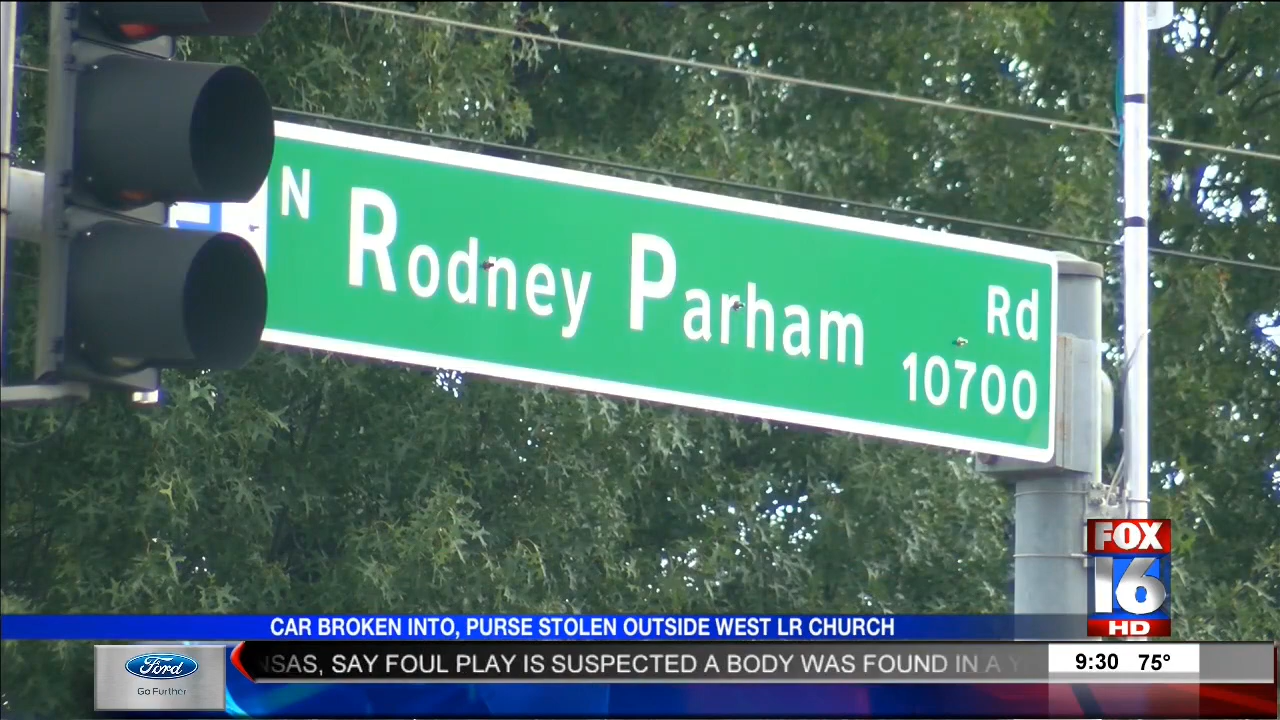 N Rodney Parham Rd
10700
FOX
16
HD
CAR BROKEN INTO, PURSE STOLEN OUTSIDE WEST LR CHURCH
Ford
Go Further
NSAS, SAY FOUL PLAY IS SUSPECTED A BODY WAS FOUND IN A Y
9:30 75°